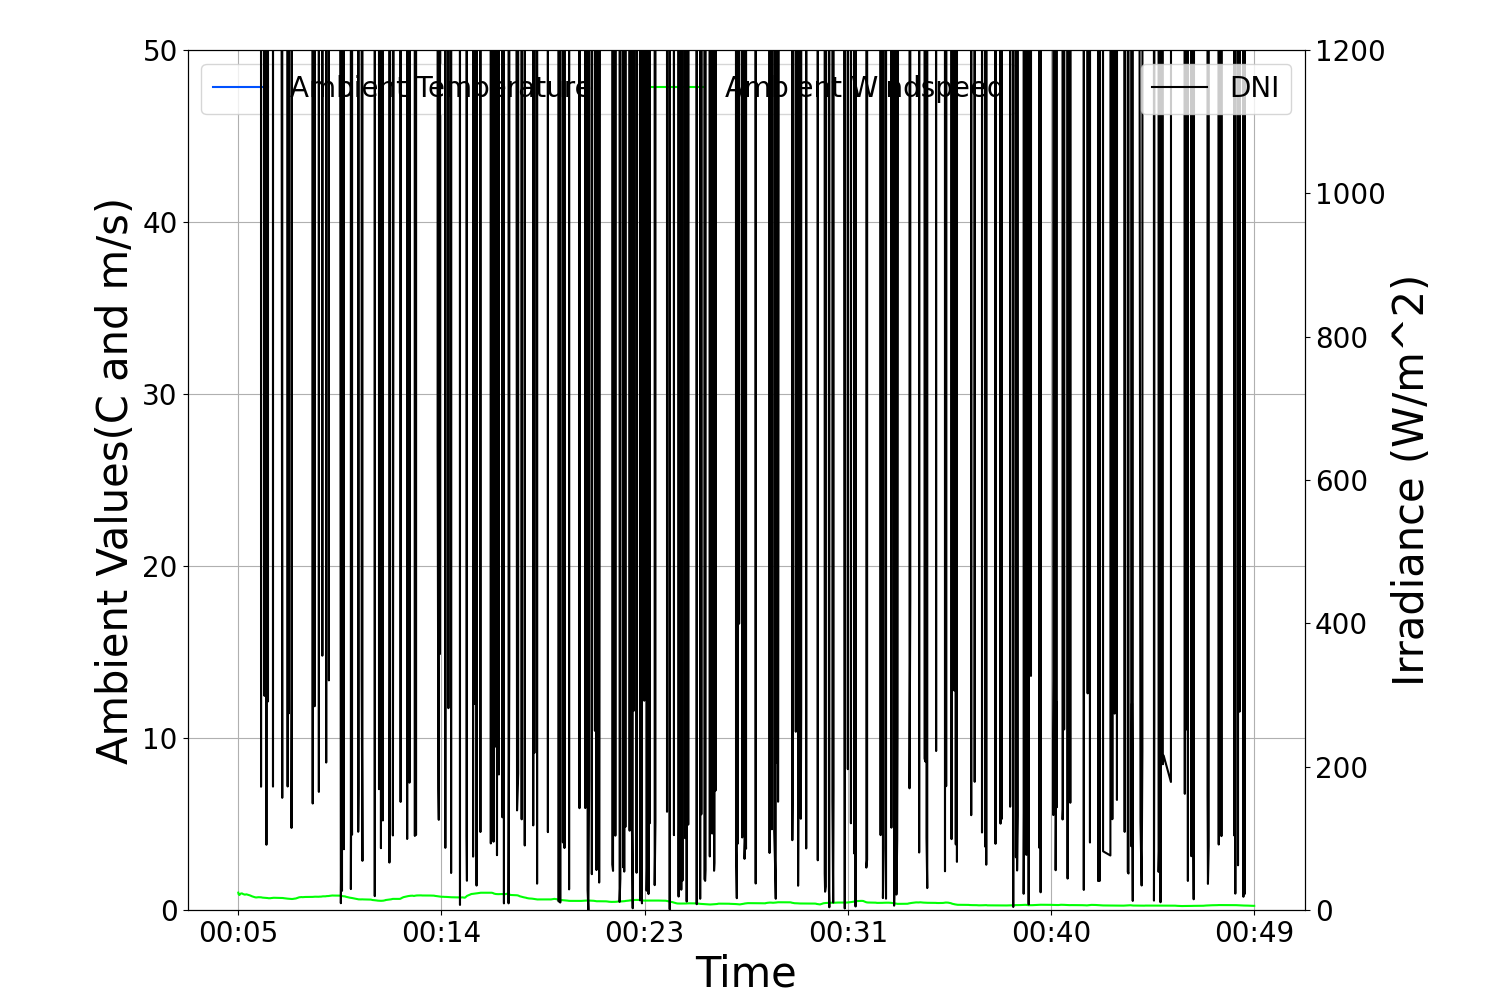 Ambient Temperature
Ambient Windspeed
DNI
50
40
30
20
10
0
Ambient Values(C and m/s)
1200
1000
800
600
400
200
0
Irradiance (W/m^2)
00:05 00:14 00:23 00:31 00:40 00:49
Time